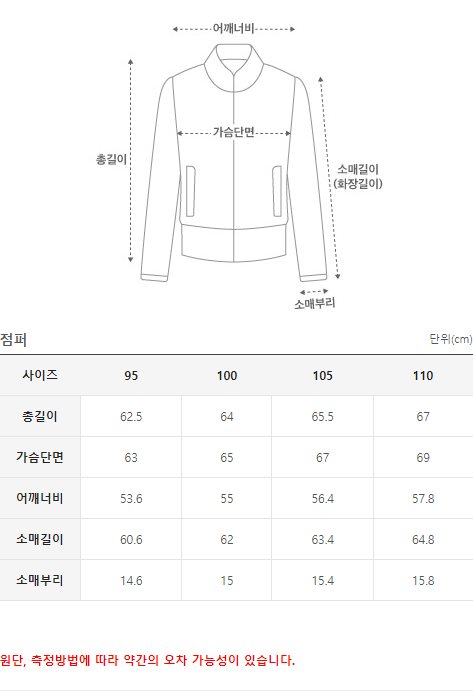 어깨너비
가슴단면
총길이
소매길이
(화장길이)
소매부리
점퍼
단위(cm)
사이즈 95 100 105 110
총길이 62.5 64 65.5 67
가슴단면 63 65 67 69
어깨너비 53.6 55 56.4 57.8
소매길이 60.6 62 63.4 64.8
소매부리 14.6 15 15.4 15.8
원단, 측정방법에 따라 약간의 오차 가능성이 있습니다.